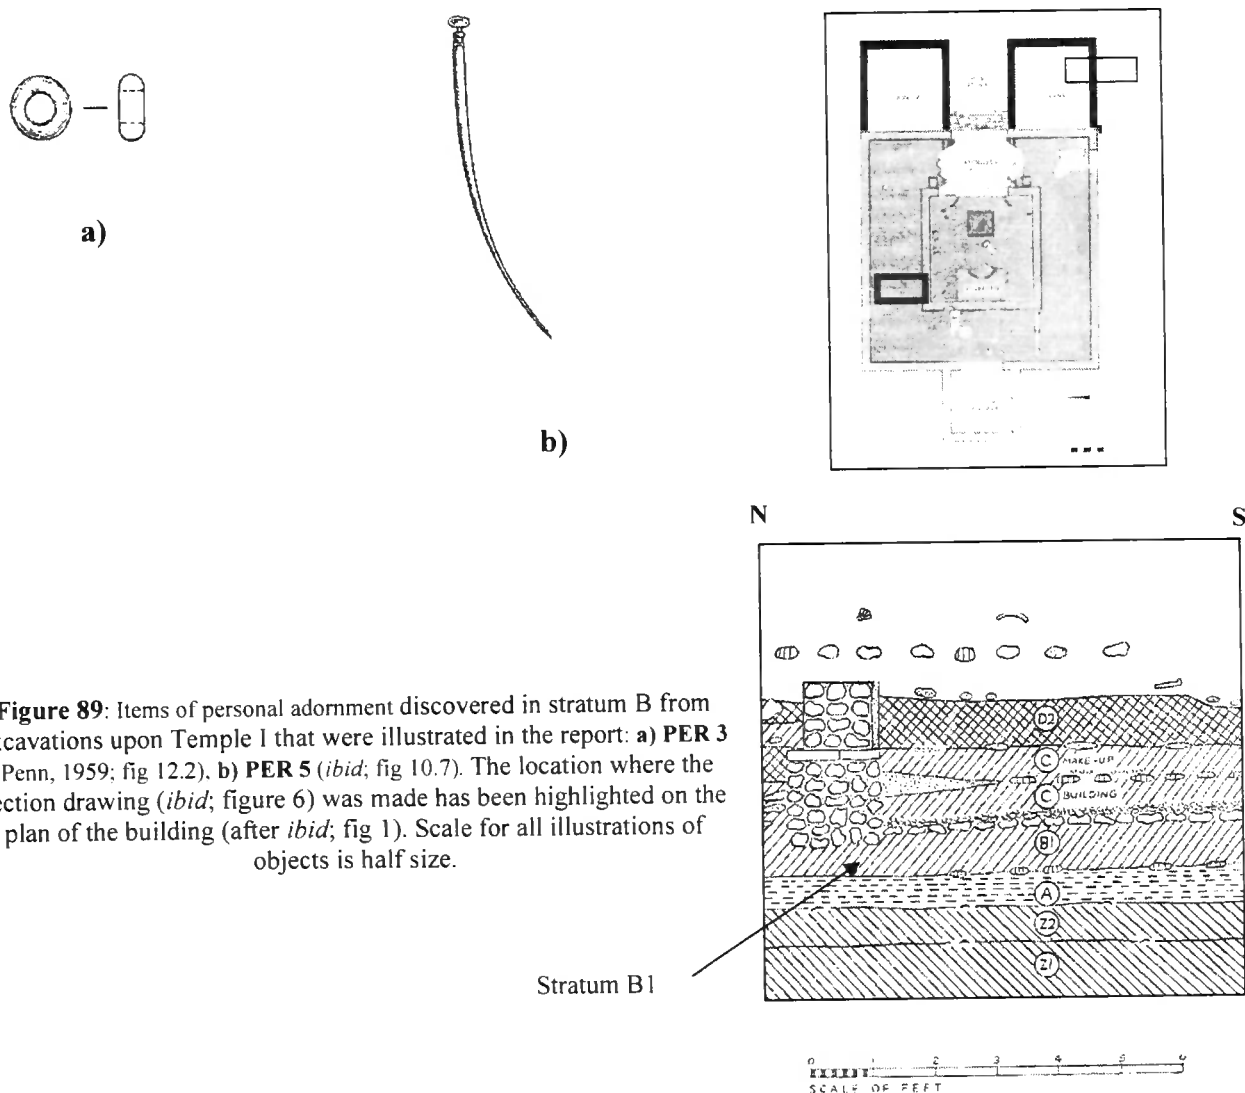 a)
b)
N
S
D2
C
MAKE-UP
C
BUILDING
B1
A
Z2
Z1
Figure 89: Items of personal adornment discovered in stratum B from
excavations upon Temple I that were illustrated in the report: a) PER 3
(Penn, 1959; fig 12.2), b) PER 5 (ibid; fig 10.7). The location where the
section drawing (ibid; figure 6) was made has been highlighted on the
plan of the building (after ibid; fig 1). Scale for all illustrations of
objects is half size.
Stratum B1
0 1 2 3 4 5 6
SCALE OF FEET